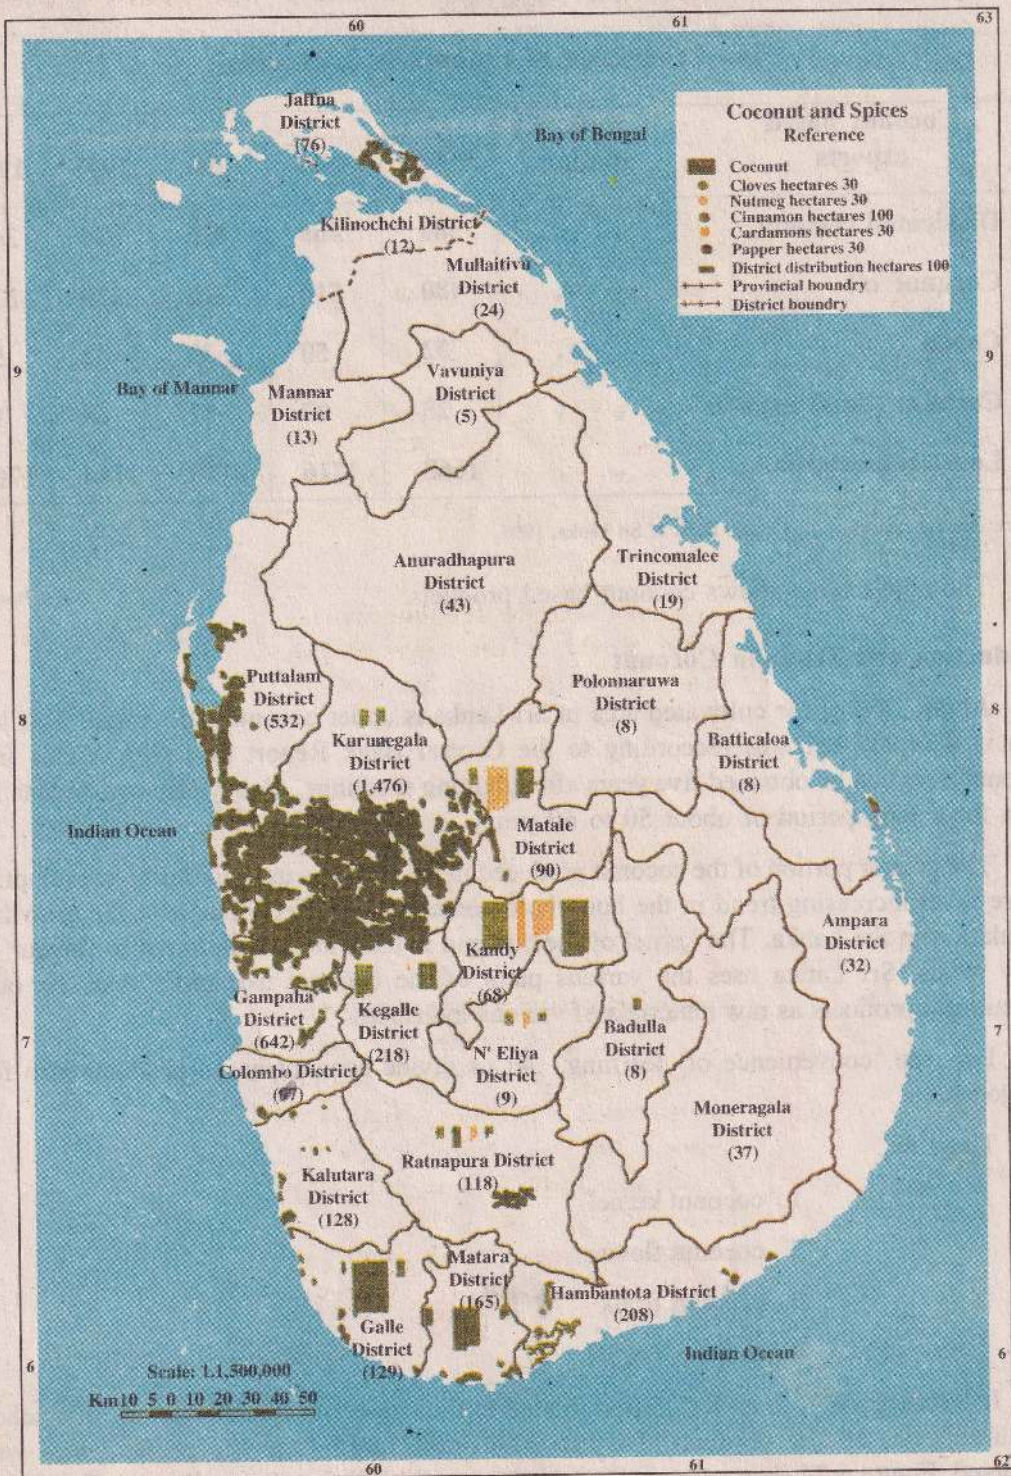 60
61
63
Jaffna
District
(76)
Bay of Bengal
Coconut and Spices
Reference
Coconut
Cloves hectares 30
Nutmeg hectares 30
Cinnamon hectares 100
Cardamons hectares 30
Papper hectares 30
District distribution hectares 100
Provincial boundry
District boundry
Kilinochchi District
(12)
Mullaitivu
District
(24)
9
9
Bay of Mannar
Mannar
District
(13)
Vavuniya
District
(5)
Anuradhapura
District
(43)
Trincomalee
District
(19)
Puttalam
District
(532)
8
8
Kurunegala
District
(1,476)
Polonnaruwa
District
(8)
Batticaloa
District
(8)
Indian Ocean
Matale
District
(90)
Kandy
District
(68)
Ampara
District
(32)
Gampaha
District
(642)
Kegalle
District
(218)
7
7
N' Eliya
District
(9)
Badulla
District
(8)
Colombo District
Moneragala
District
(37)
Kalutara
District
(128)
Ratnapura District
(118)
Matara
District
(165)
Hambantota District
(208)
Galle
District
(129)
Indian Ocean
6
6
6
Scale: 1.1,500,000
Km10 5 0 10 20 30 40 50
60
61
62